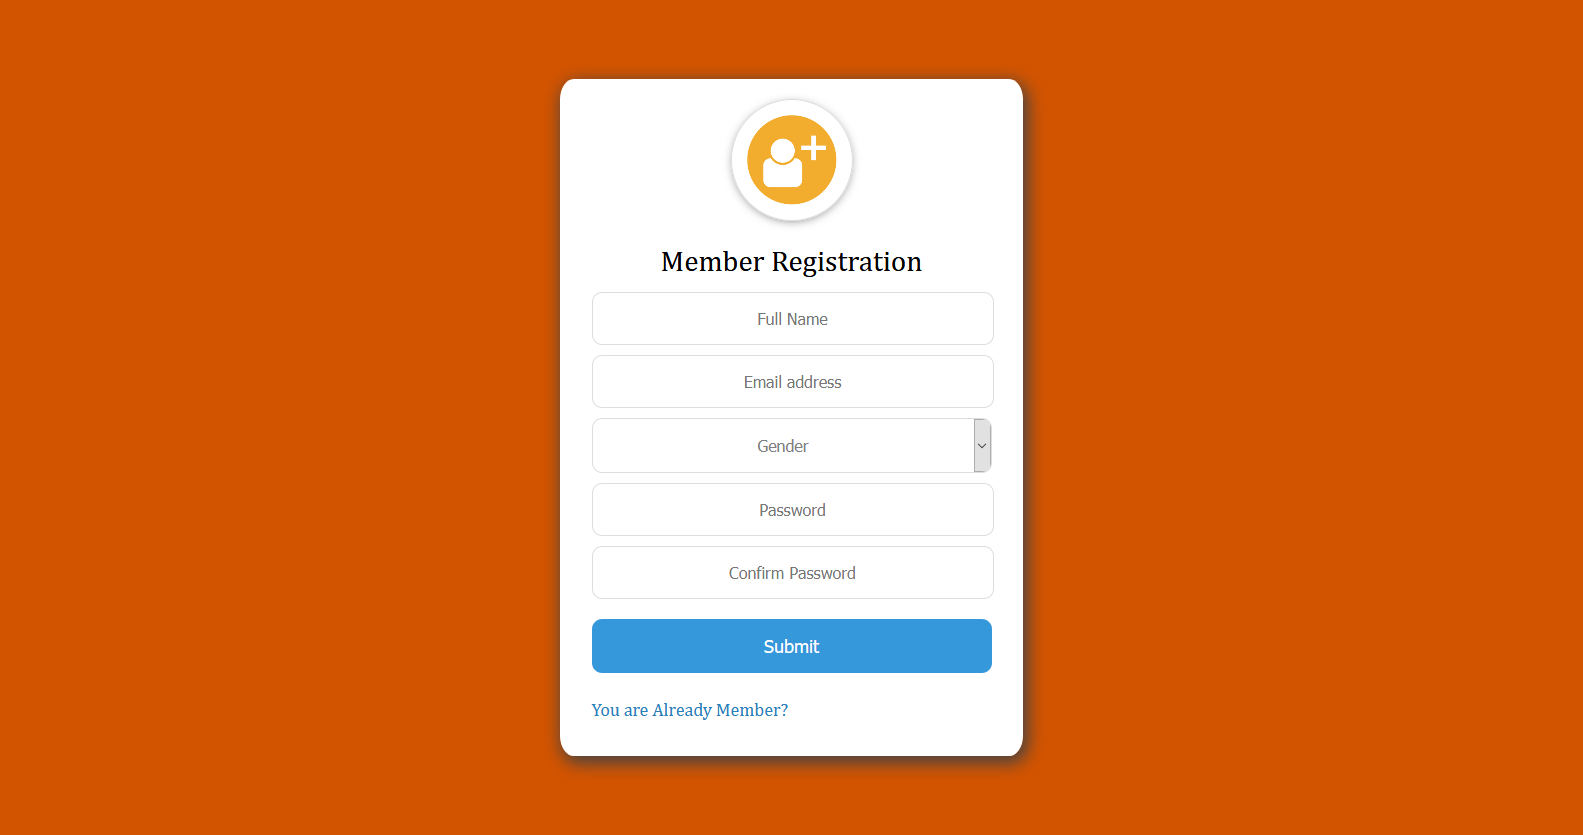 Member Registration
Full Name
Email address
Gender
Password
Confirm Password
Submit
You are Already Member?